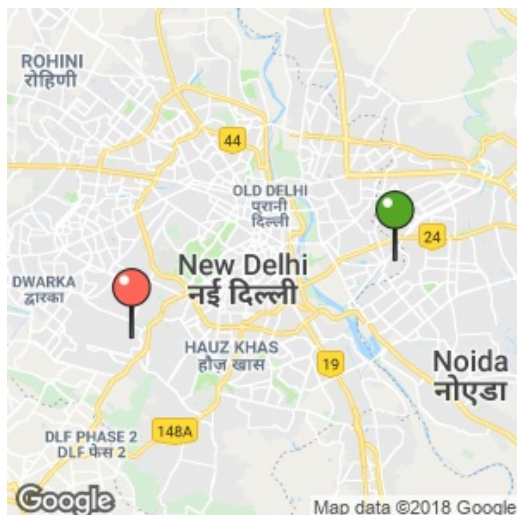 ROHINI
रोहिणी
44
OLD DELHI
पुरानी
दिल्ली
24
New Delhi
नई दिल्ली
DWARKA
द्वारका
HAUZ KHAS
हौज़ खास
19
Noida
नोएडा
DLF PHASE 2
DLF फेस 2
148A
Google
Map data ©2018 Google